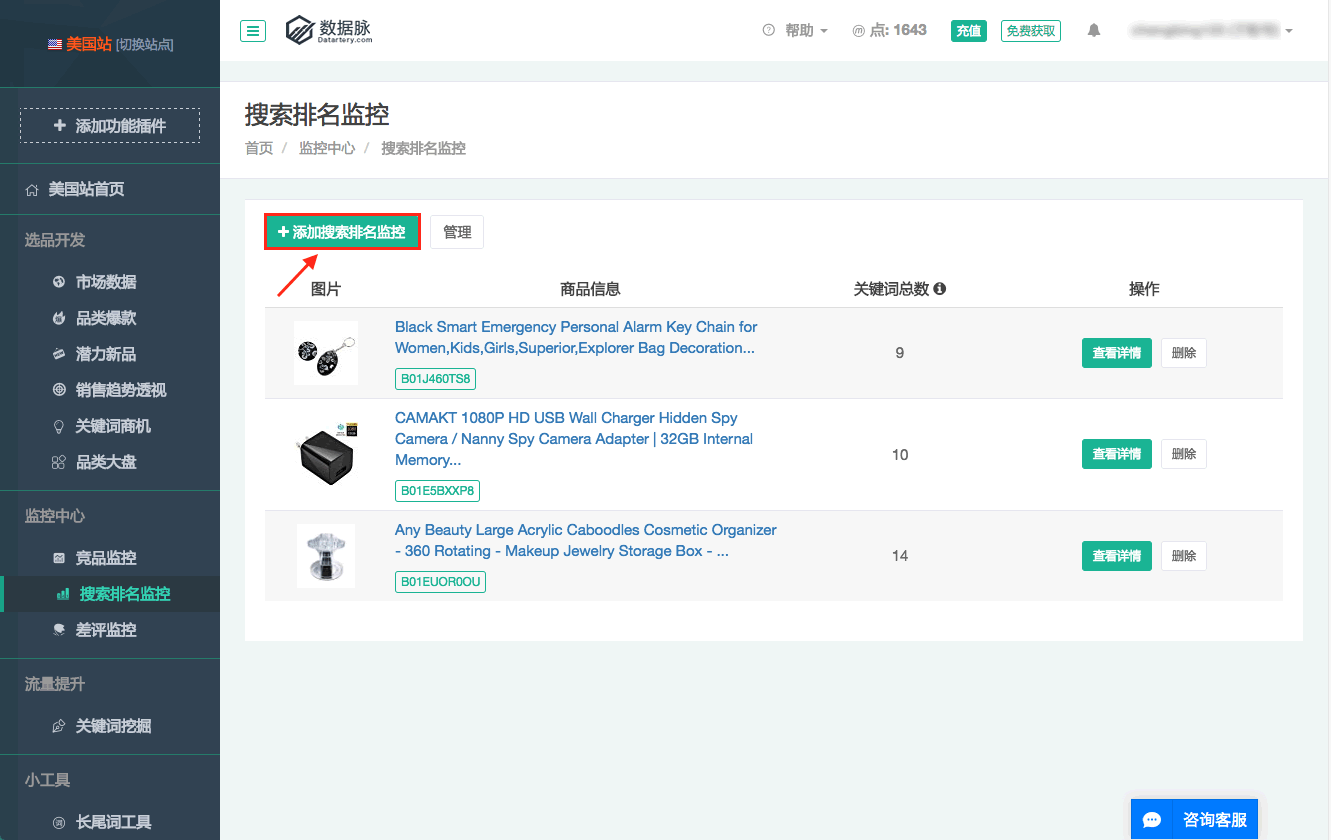 美国站 [切换站点]
数据脉
Datartery.com
帮助
点: 1643
充值
免费获取
添加功能插件
美国站首页
选品开发
市场数据
品类爆款
潜力新品
销售趋势透视
关键词商机
品类大盘
监控中心
竞品监控
搜索排名监控
差评监控
流量提升
关键词挖掘
小工具
长尾词工具
搜索排名监控
首页 / 监控中心 / 搜索排名监控
+ 添加搜索排名监控
管理
图片 商品信息 关键词总数 操作
Black Smart Emergency Personal Alarm Key Chain for
Women,Kids,Girls,Superior,Explorer Bag Decoration...
B01J460TS8
9
查看详情 删除
CAMAKT 1080P HD USB Wall Charger Hidden Spy
Camera / Nanny Spy Camera Adapter | 32GB Internal
Memory...
B01E5BXXP8
10
查看详情 删除
Any Beauty Large Acrylic Caboodles Cosmetic Organizer
- 360 Rotating - Makeup Jewelry Storage Box - ...
B01EUOR0OU
14
查看详情 删除
咨询客服